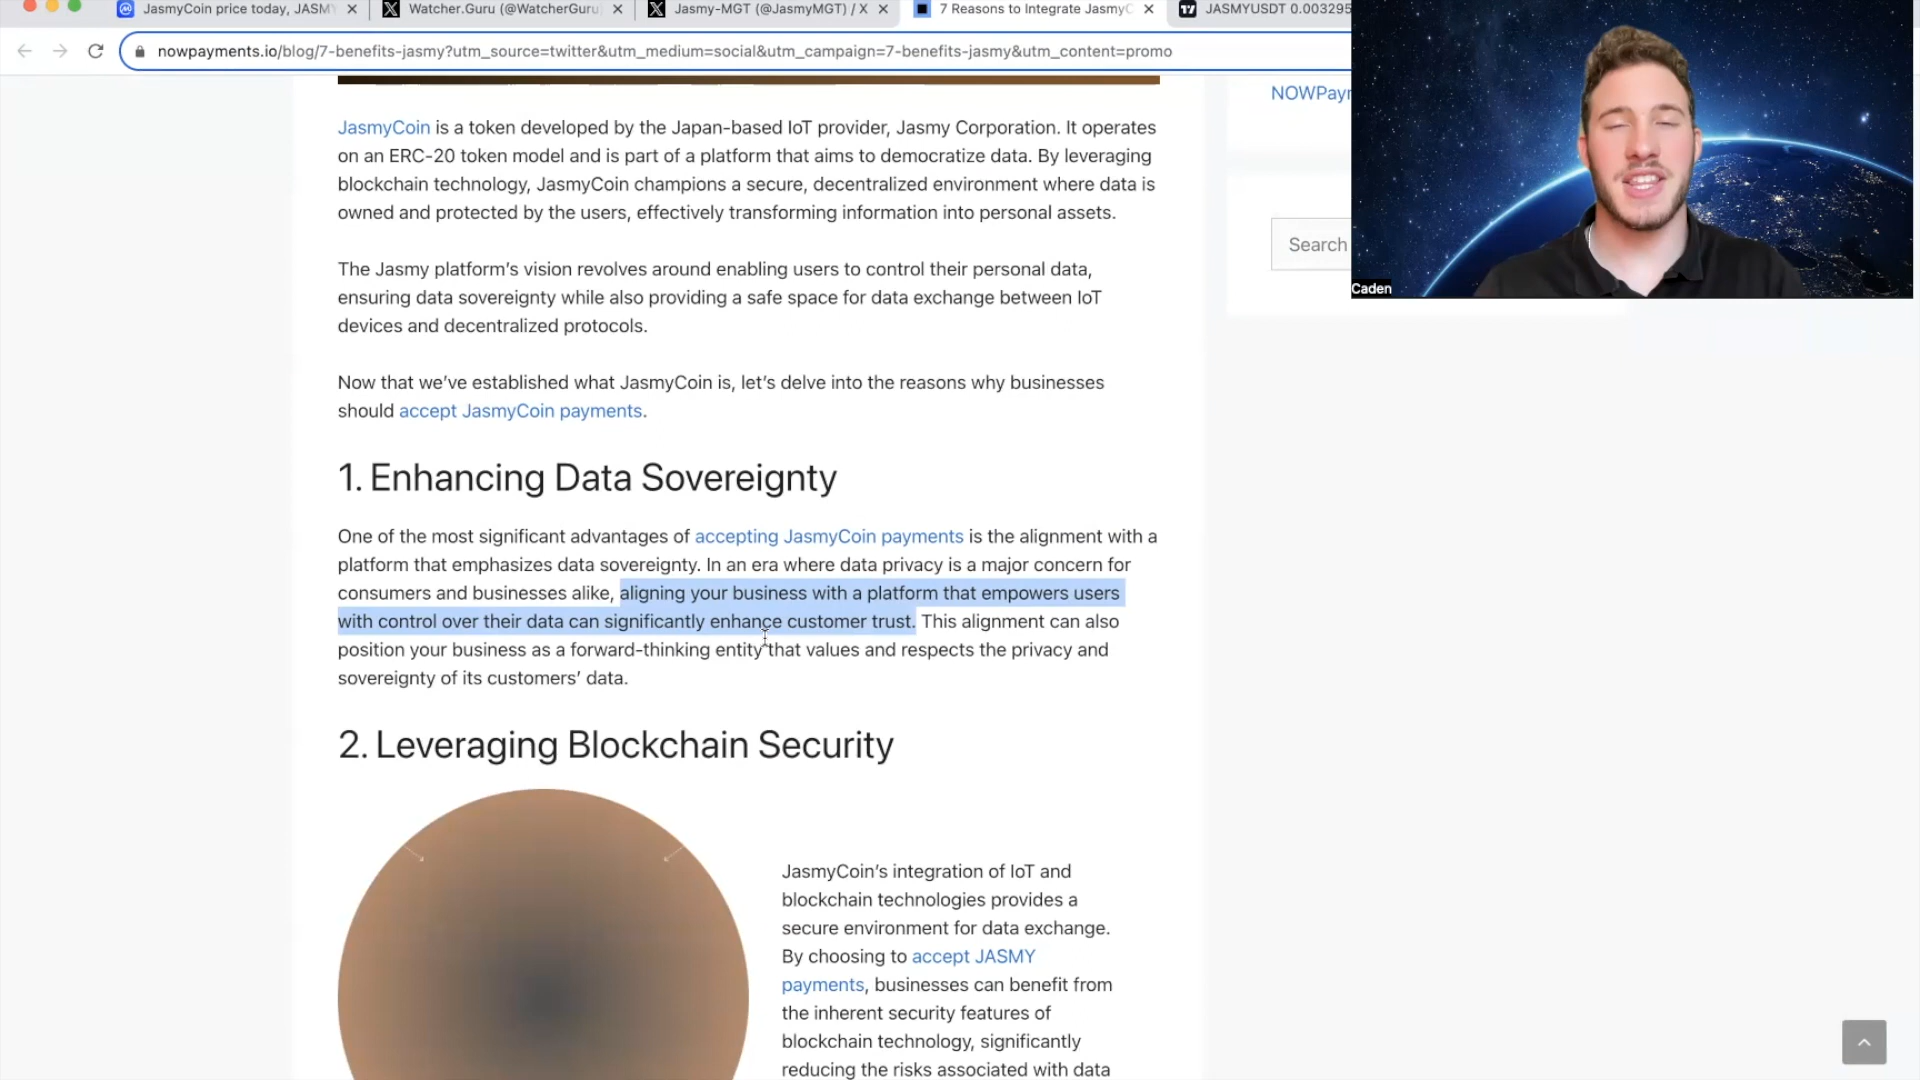 JasmyCoin price today, JASM
Watcher.Guru (@WatcherGuru
Jasmy-MGT (@JasmyMGT) / X
7 Reasons to Integrate JasmyC
JASMYUSDT 0.003295
nowpayments.io/blog/7-benefits-jasmy?utm_source=twitter&utm_medium=social&utm_campaign=7-benefits-jasmy&utm_content=promo
NOWPayr
Search
Caden
JasmyCoin is a token developed by the Japan-based IoT provider, Jasmy Corporation. It operates
on an ERC-20 token model and is part of a platform that aims to democratize data. By leveraging
blockchain technology, JasmyCoin champions a secure, decentralized environment where data is
owned and protected by the users, effectively transforming information into personal assets.
The Jasmy platform’s vision revolves around enabling users to control their personal data,
ensuring data sovereignty while also providing a safe space for data exchange between IoT
devices and decentralized protocols.
Now that we’ve established what JasmyCoin is, let’s delve into the reasons why businesses
should accept JasmyCoin payments.
1. Enhancing Data Sovereignty
One of the most significant advantages of accepting JasmyCoin payments is the alignment with a
platform that emphasizes data sovereignty. In an era where data privacy is a major concern for
consumers and businesses alike, aligning your business with a platform that empowers users
with control over their data can significantly enhance customer trust. This alignment can also
position your business as a forward-thinking entity that values and respects the privacy and
sovereignty of its customers’ data.
2. Leveraging Blockchain Security
JasmyCoin’s integration of IoT and
blockchain technologies provides a
secure environment for data exchange.
By choosing to accept JASMY
payments, businesses can benefit from
the inherent security features of
blockchain technology, significantly
reducing the risks associated with data